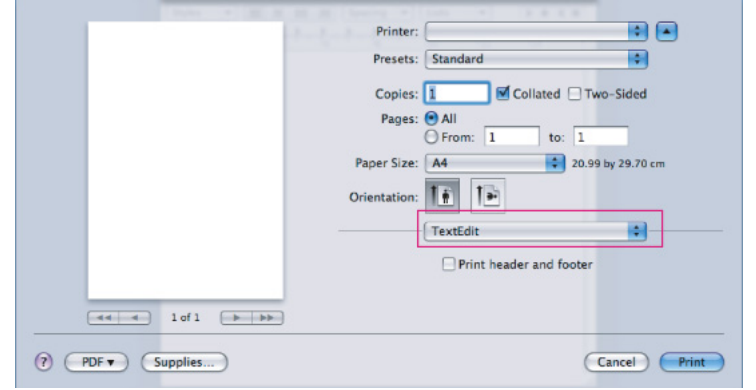 Printer:
Presets: Standard
Copies: 1 Collated Two-Sided
Pages: All
From: 1 to: 1
Paper Size: A4 20.99 by 29.70 cm
Orientation:
TextEdit
Print header and footer
1 of 1
? PDF Supplies... Cancel Print